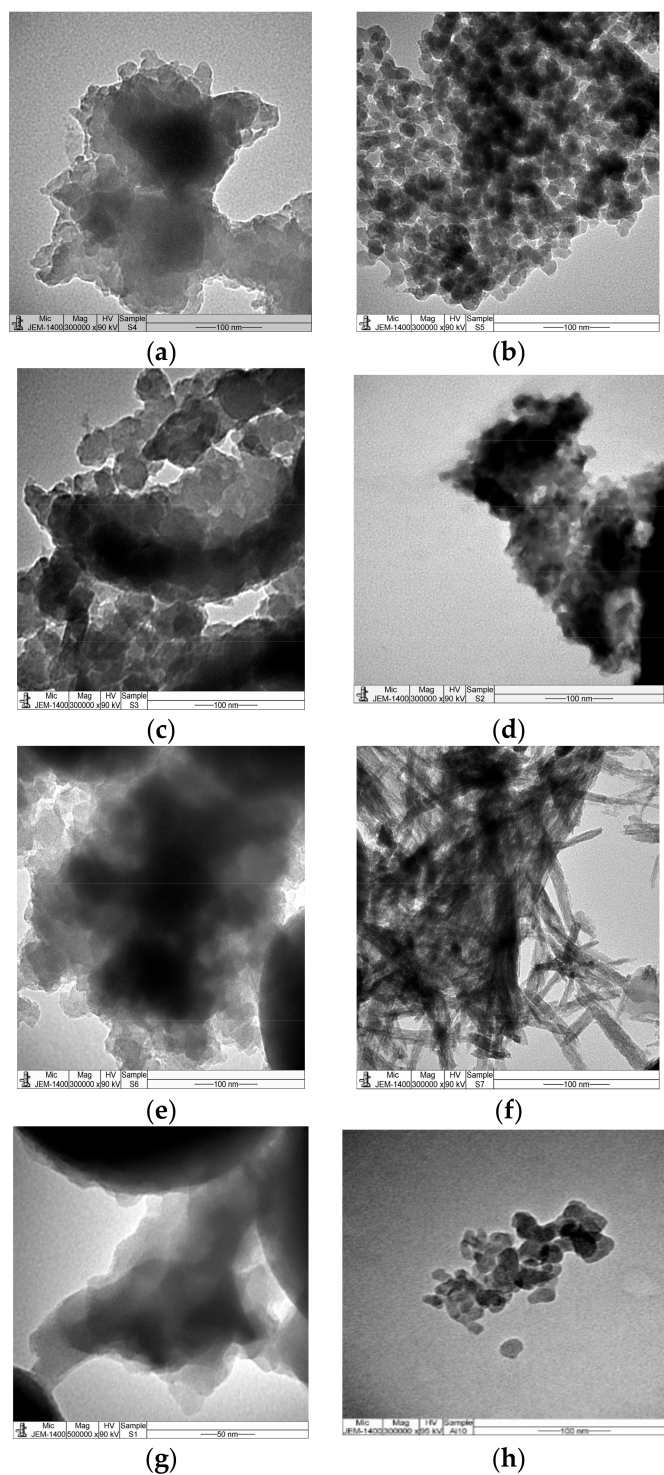 Mic Mag HV Sample
JEM-1400 300000 x 90 kV S4 100 nm
(a)
Mic Mag HV Sample
JEM-1400 300000 x 90 kV S5 100 nm
(b)
Mic Mag HV Sample
JEM-1400 300000 x 90 kV S3 100 nm
(c)
Mic Mag HV Sample
JEM-1400 300000 x 90 kV S2 100 nm
(d)
Mic Mag HV Sample
JEM-1400 300000 x 90 kV S6 100 nm
(e)
Mic Mag HV Sample
JEM-1400 300000 x 90 kV S7 100 nm
(f)
Mic Mag HV Sample
JEM-1400 500000 x 90 kV S1 50 nm
(g)
Mic Mag HV Sample
JEM-1400 300000 x 95 kV Al10 100 nm
(h)